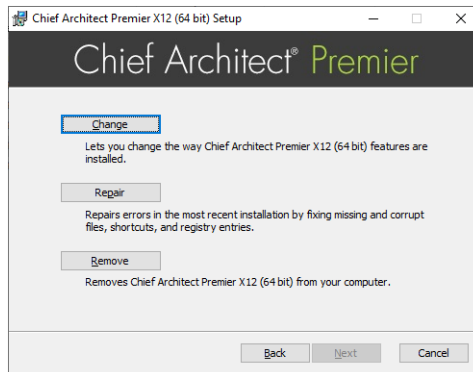 Chief Architect Premier X12 (64 bit) Setup
Chief Architect® Premier
Change
Lets you change the way Chief Architect Premier X12 (64 bit) features are
installed.
Repair
Repairs errors in the most recent installation by fixing missing and corrupt
files, shortcuts, and registry entries.
Remove
Removes Chief Architect Premier X12 (64 bit) from your computer.
Back Next Cancel